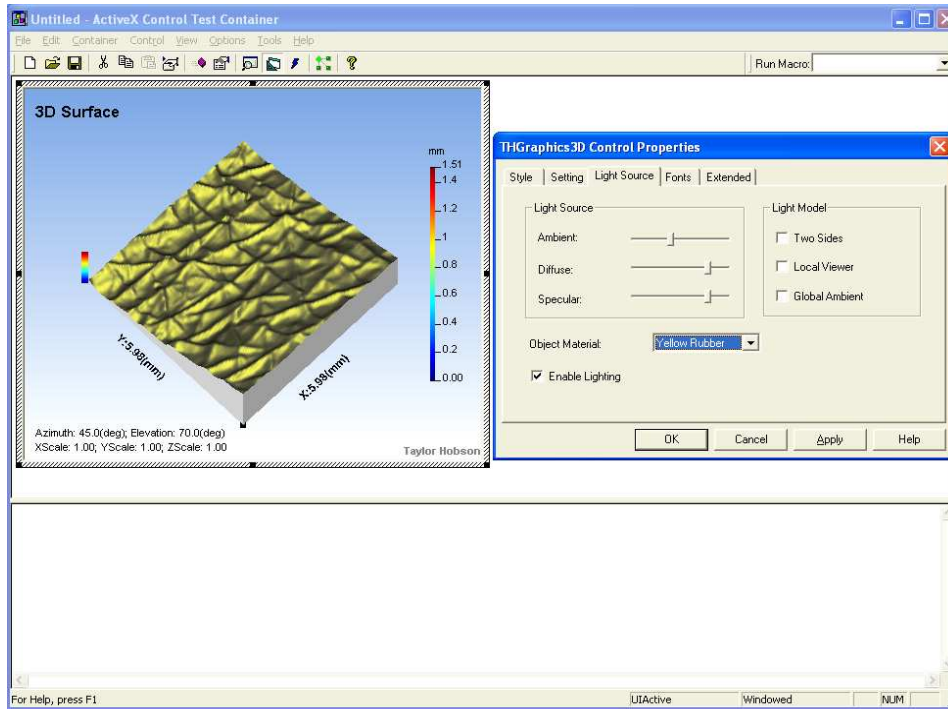 Untitled - ActiveX Control Test Container
File Edit Container Control View Options Tools Help
Run Macro:
3D Surface
mm
1.51
1.4
1.2
1
0.8
0.6
0.4
0.2
0.00
Y:5.98(mm)
X:5.98(mm)
Azimuth: 45.0(deg); Elevation: 70.0(deg)
XScale: 1.00; YScale: 1.00; ZScale: 1.00
Taylor Hobson
THGraphics3D Control Properties
Style Setting Light Source Fonts Extended
Light Source
Ambient:
Diffuse:
Specular:
Light Model
Two Sides
Local Viewer
Global Ambient
Object Material: Yellow Rubber
Enable Lighting
OK Cancel Apply Help
For Help, press F1
UIActive Windowed NUM